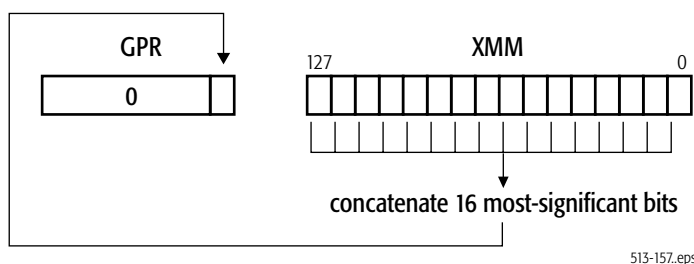 GPR
XMM
127
0
0
concatenate 16 most-significant bits
513-157..eps